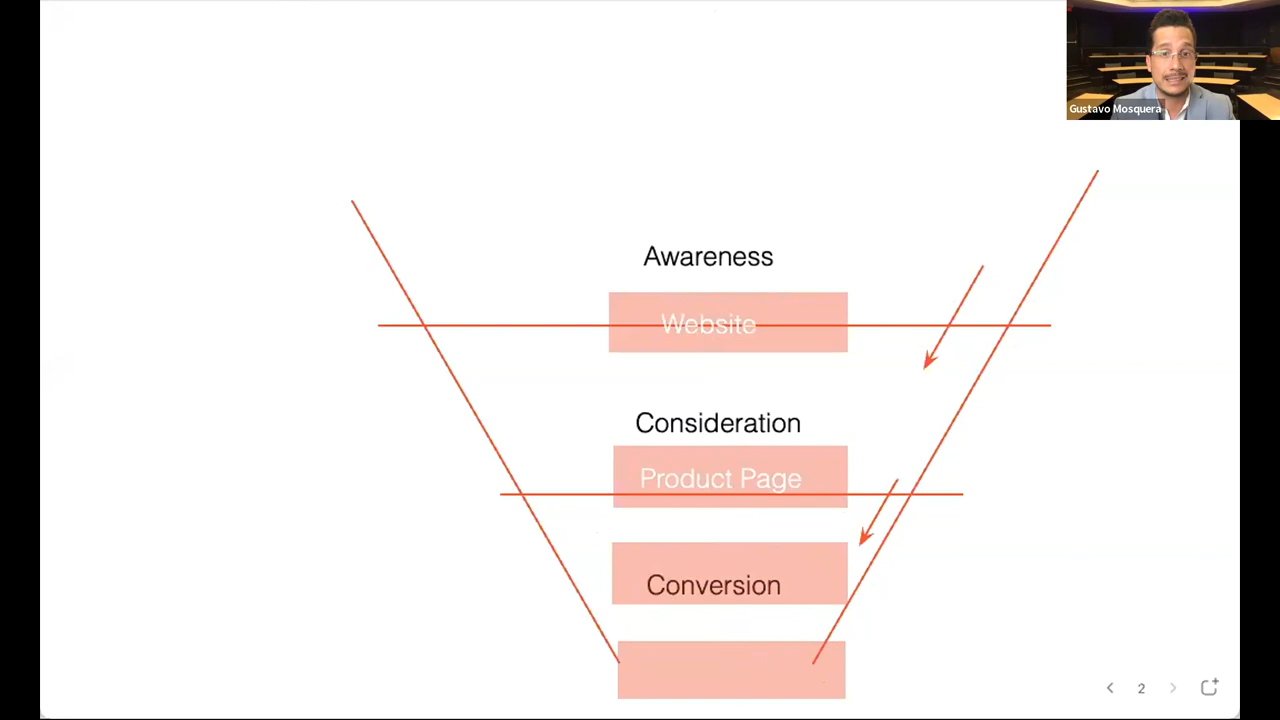 Gustavo Mosquera
Awareness
Website
Consideration
Product Page
Conversion
2